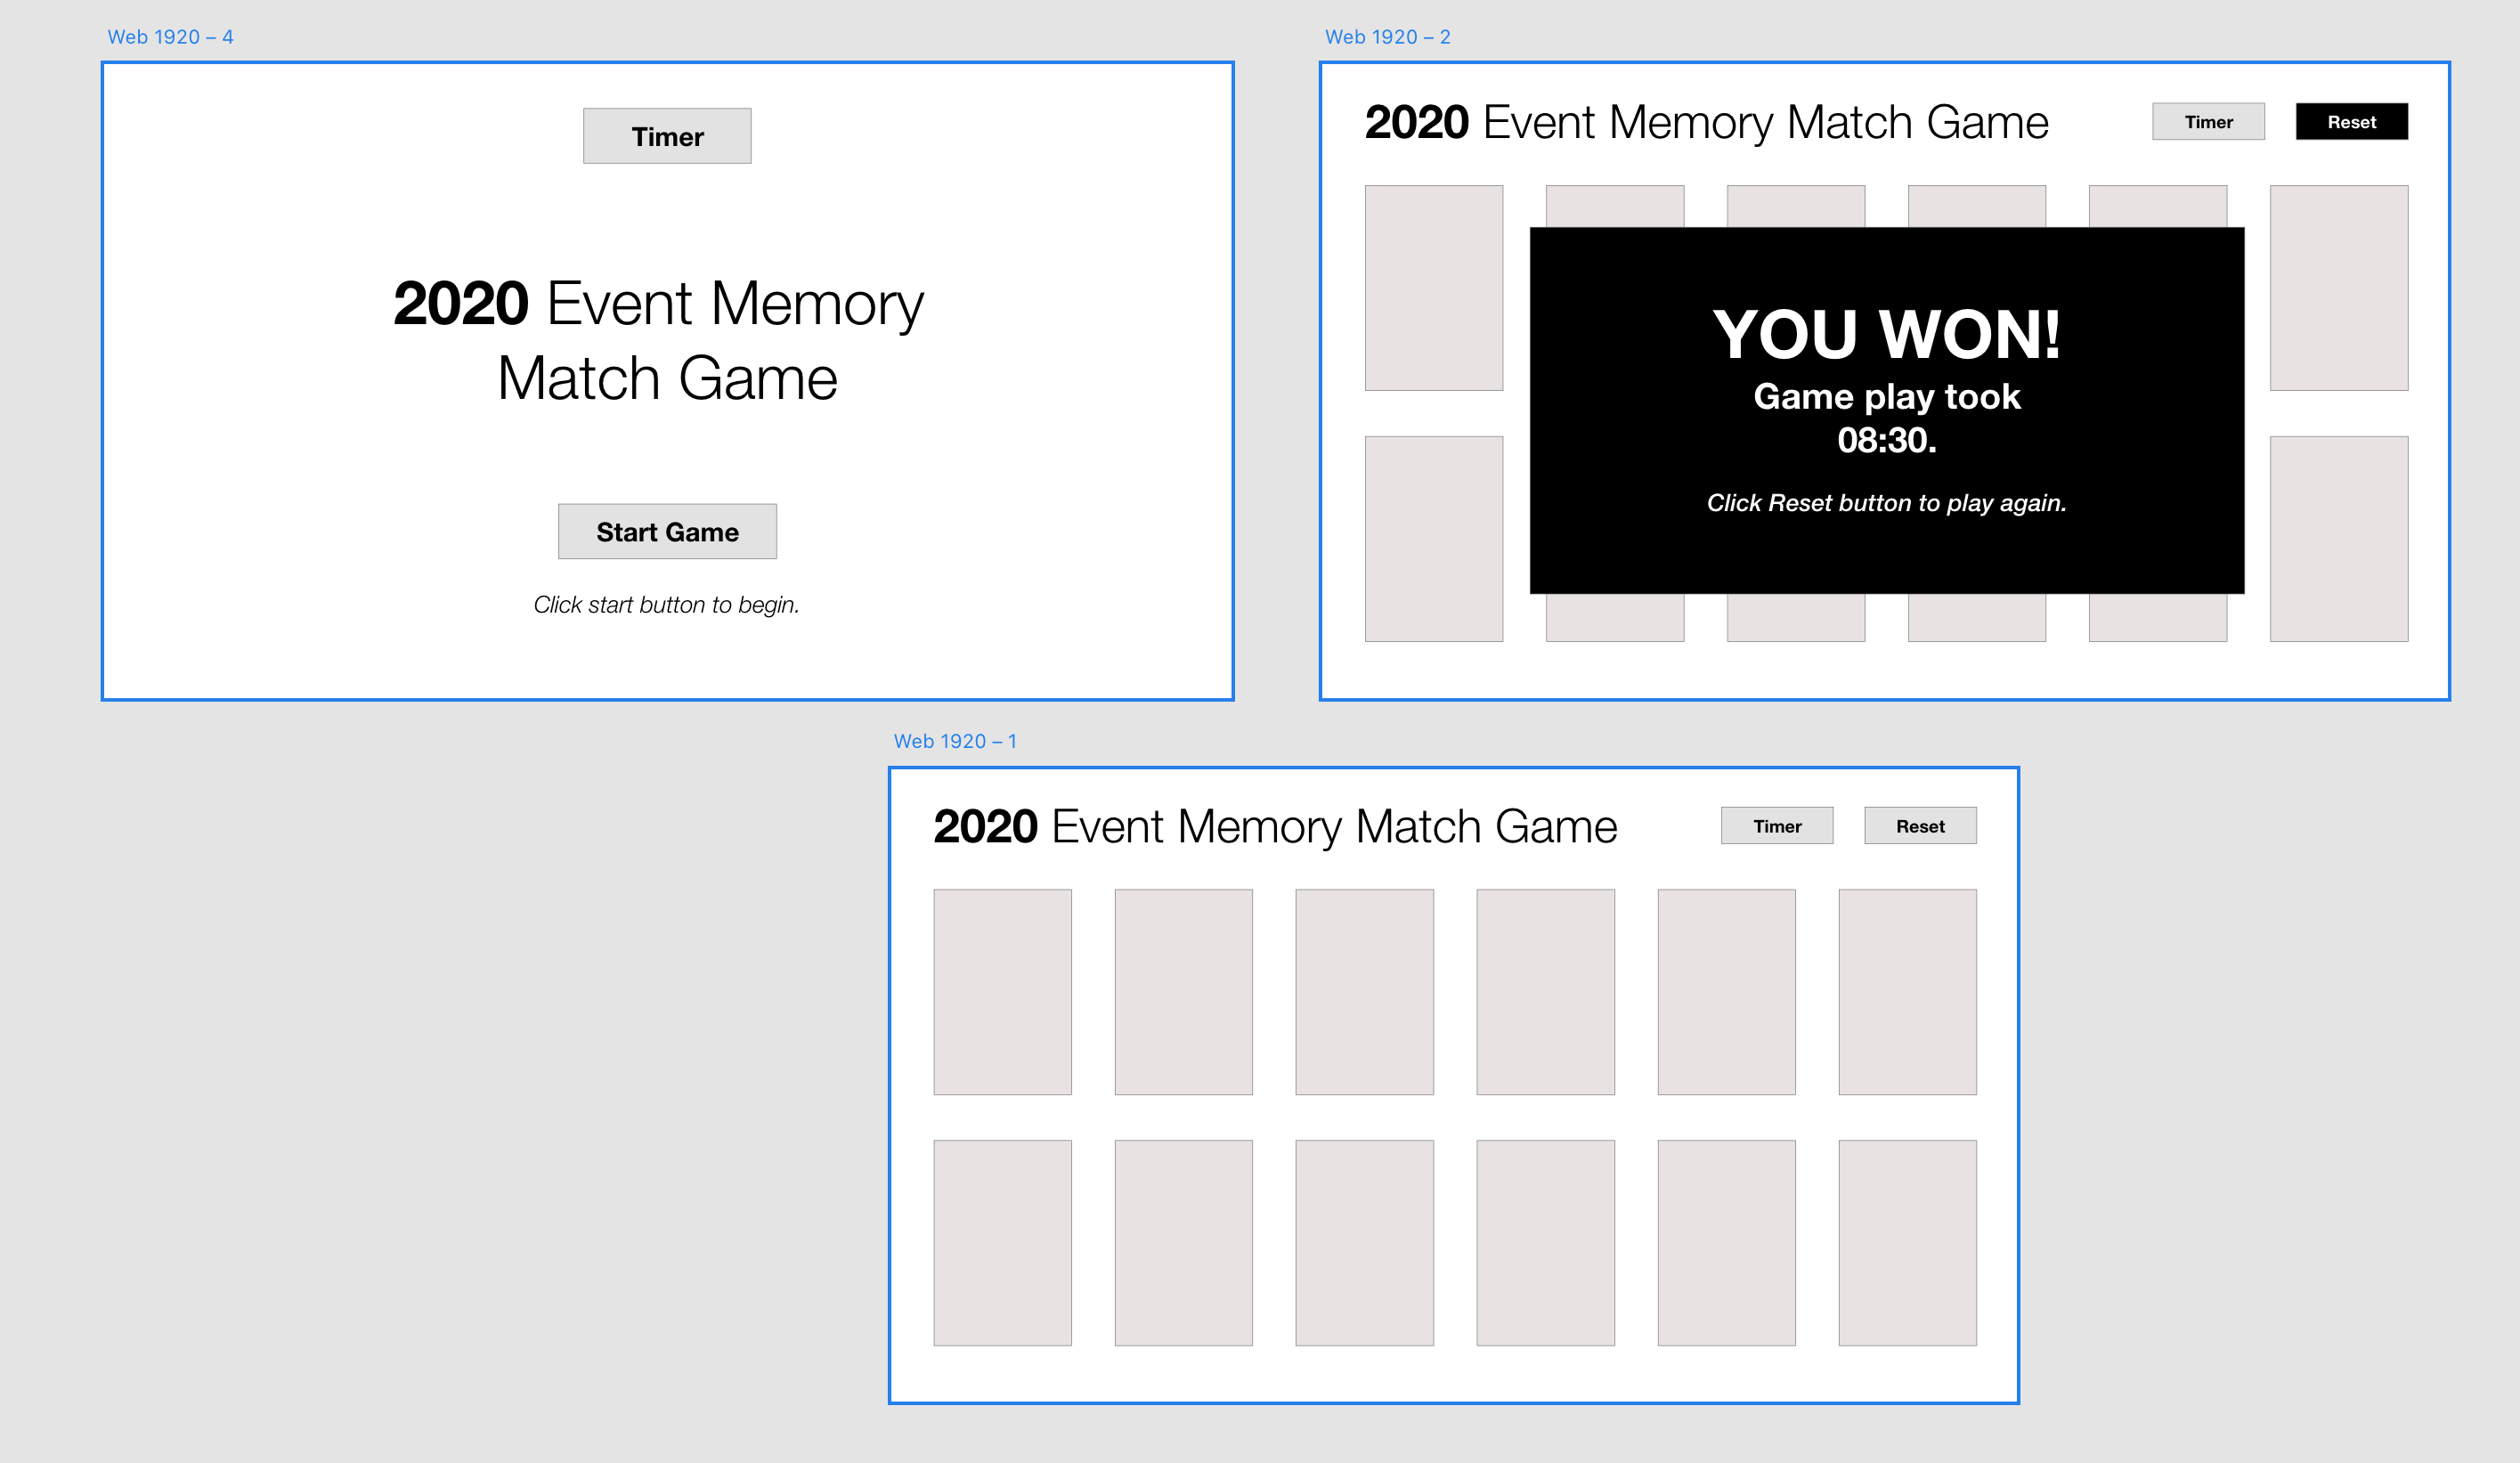 Web 1920 – 4
Timer
2020 Event Memory
Match Game
Start Game
Click start button to begin.
Web 1920 – 2
2020 Event Memory Match Game
Timer
Reset
YOU WON!
Game play took
08:30.
Click Reset button to play again.
Web 1920 – 1
2020 Event Memory Match Game
Timer
Reset